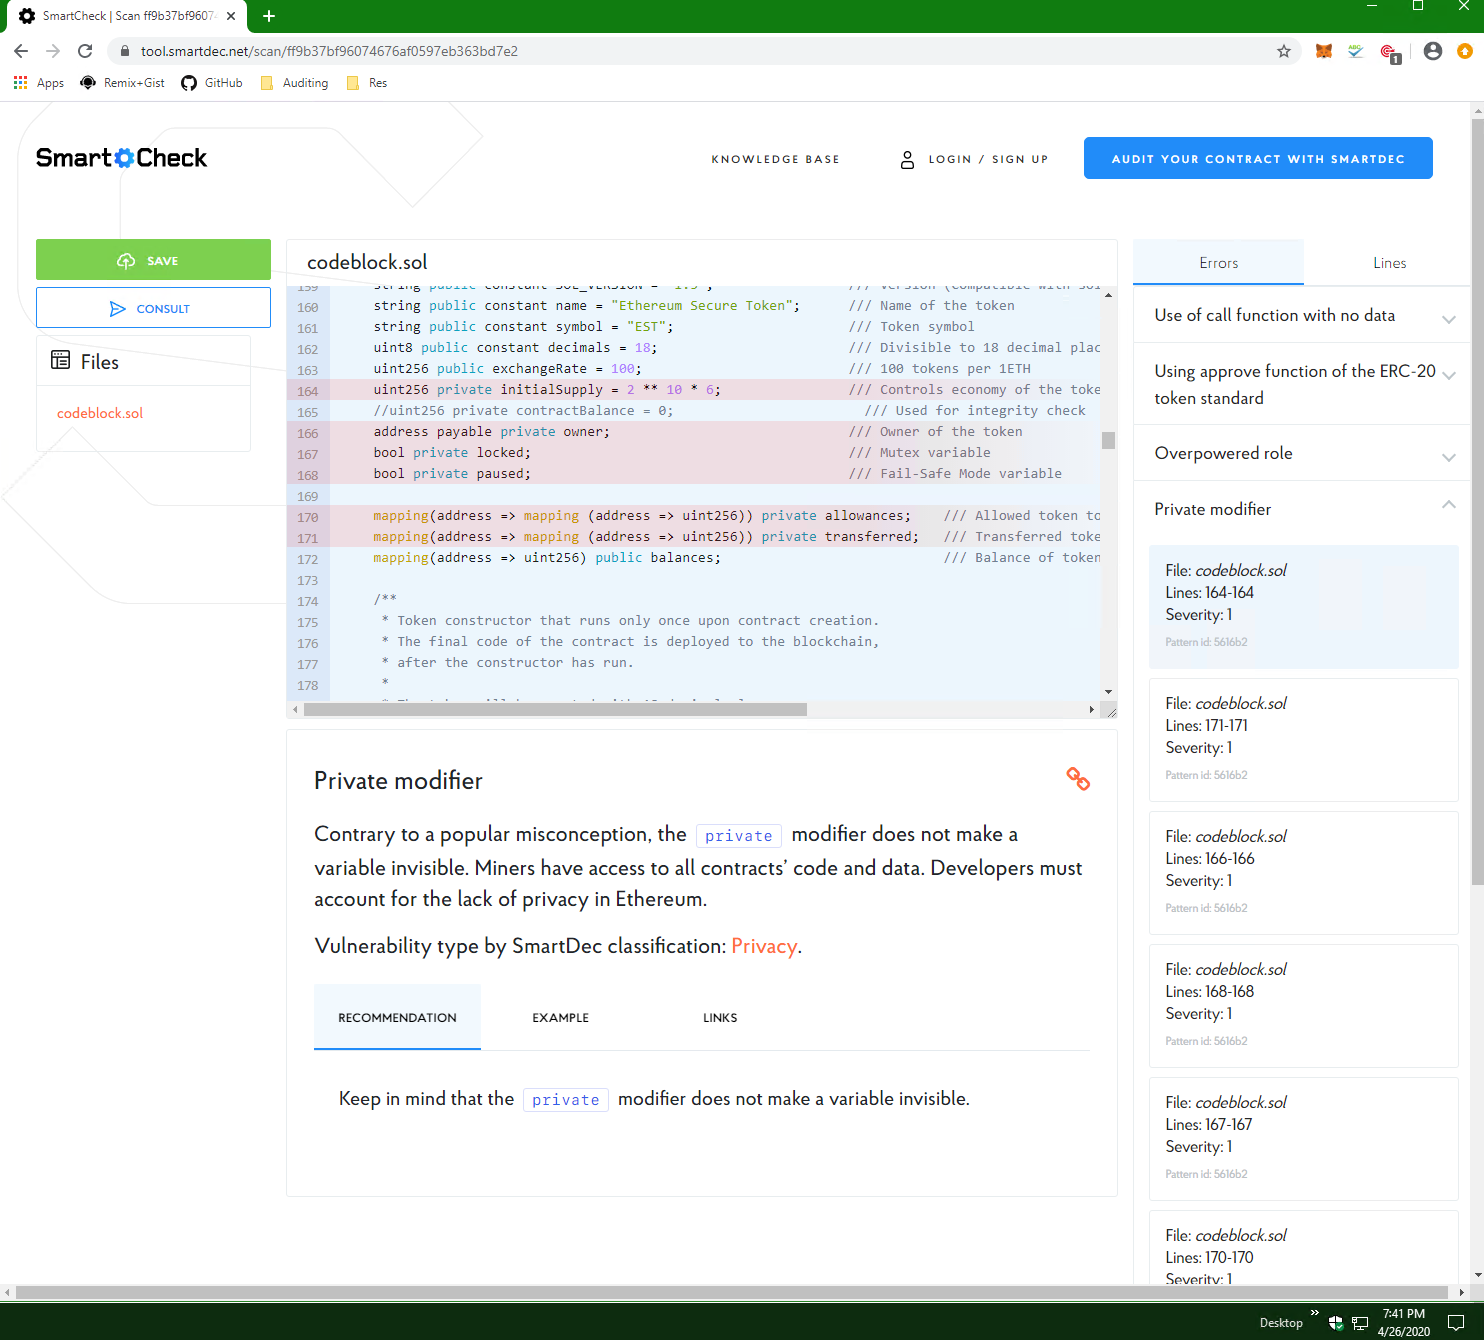 SmartCheck | Scan ff9b37bf9607
tool.smartdec.net/scan/ff9b37bf96074676af0597eb363bd7e2
ABC
1
Apps
Remix+Gist
GitHub
Auditing
Res
Smart Check
KNOWLEDGE BASE
LOGIN / SIGN UP
AUDIT YOUR CONTRACT WITH SMARTDEC
SAVE
CONSULT
Files
codeblock.sol
codeblock.sol
159 string public constant SOL_VERSION =
160 string public constant name = "Ethereum Secure Token"; /// Name of the token
161 string public constant symbol = "EST"; /// Token symbol
162 uint8 public constant decimals = 18; /// Divisible to 18 decimal plac
163 uint256 public exchangeRate = 100; /// 100 tokens per 1ETH
164 uint256 private initialSupply = 2 ** 10 * 6; /// Controls economy of the toke
165 //uint256 private contractBalance = 0; /// Used for integrity check
166 address payable private owner; /// Owner of the token
167 bool private locked; /// Mutex variable
168 bool private paused; /// Fail-Safe Mode variable
169
170 mapping(address => mapping (address => uint256)) private allowances; /// Allowed token to
171 mapping(address => mapping (address => uint256)) private transferred; /// Transferred toke
172 mapping(address => uint256) public balances; /// Balance of token
173
174 /**
175 * Token constructor that runs only once upon contract creation.
176 * The final code of the contract is deployed to the blockchain,
177 * after the constructor has run.
178 *
Private modifier
Contrary to a popular misconception, the private modifier does not make a
variable invisible. Miners have access to all contracts’ code and data. Developers must
account for the lack of privacy in Ethereum.
Vulnerability type by SmartDec classification: Privacy.
RECOMMENDATION
EXAMPLE
LINKS
Keep in mind that the private modifier does not make a variable invisible.
Errors
Lines
Use of call function with no data
Using approve function of the ERC-20
token standard
Overpowered role
Private modifier
File: codeblock.sol
Lines: 164-164
Severity: 1
Pattern id: 5616b2
File: codeblock.sol
Lines: 171-171
Severity: 1
Pattern id: 5616b2
File: codeblock.sol
Lines: 166-166
Severity: 1
Pattern id: 5616b2
File: codeblock.sol
Lines: 168-168
Severity: 1
Pattern id: 5616b2
File: codeblock.sol
Lines: 167-167
Severity: 1
Pattern id: 5616b2
File: codeblock.sol
Lines: 170-170
Severity: 1
Desktop
7:41 PM
4/26/2020